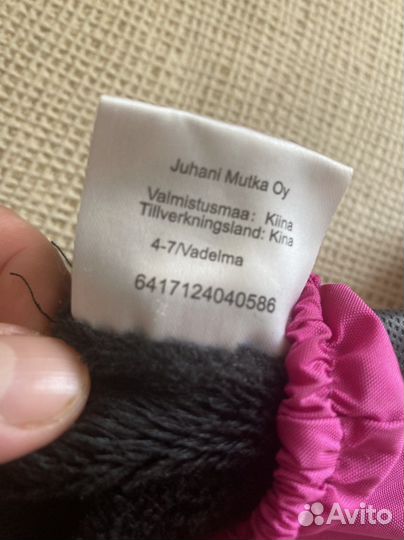 Juhani Mutka Oy
Valmistusmaa: Kiina
Tillverkningsland: Kina
4-7/Vadelma
6417124040586
Avito